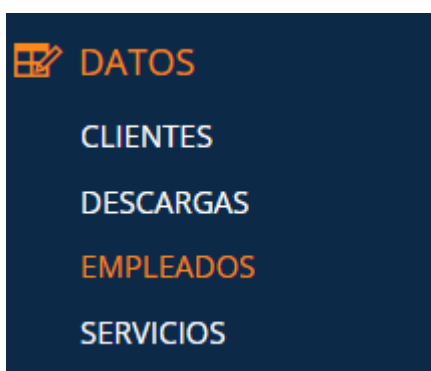 DATOS
CLIENTES
DESCARGAS
EMPLEADOS
SERVICIOS